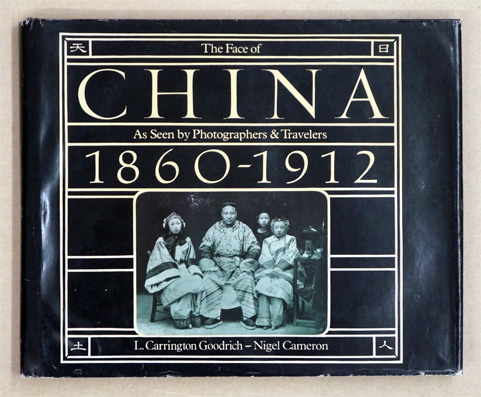 天 The Face of 日
CHINA
As Seen by Photographers & Travelers
1860-1912
土 L. Carrington Goodrich – Nigel Cameron 人